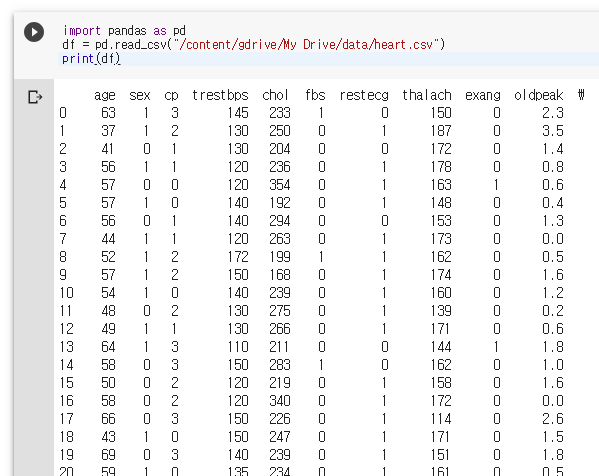 import pandas as pd
df = pd.read_csv("/content/gdrive/My Drive/data/heart.csv")
print(df)
age sex cp trestbps chol fbs restecg thalach exang oldpeak ₩
0 63 1 3 145 233 1 0 150 0 2.3
1 37 1 2 130 250 0 1 187 0 3.5
2 41 0 1 130 204 0 0 172 0 1.4
3 56 1 1 120 236 0 1 178 0 0.8
4 57 0 0 120 354 0 1 163 1 0.6
5 57 1 0 140 192 0 1 148 0 0.4
6 56 0 1 140 294 0 0 153 0 1.3
7 44 1 1 120 263 0 1 173 0 0.0
8 52 1 2 172 199 1 1 162 0 0.5
9 57 1 2 150 168 0 1 174 0 1.6
10 54 1 0 140 239 0 1 160 0 1.2
11 48 0 2 130 275 0 1 139 0 0.2
12 49 1 1 130 266 0 1 171 0 0.6
13 64 1 3 110 211 0 0 144 1 1.8
14 58 0 3 150 283 1 0 162 0 1.0
15 50 0 2 120 219 0 1 158 0 1.6
16 58 0 2 120 340 0 1 172 0 0.0
17 66 0 3 150 226 0 1 114 0 2.6
18 43 1 0 150 247 0 1 171 0 1.5
19 69 0 3 140 239 0 1 151 0 1.8
20 59 1 0 135 234 0 1 161 0 0.5